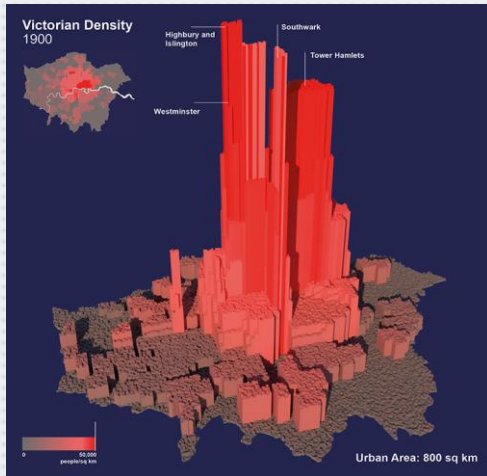 Victorian Density
1900
Highbury and
Islington
Southwark
Tower Hamlets
Westminster
0
50,000
people/sq km
Urban Area: 800 sq km